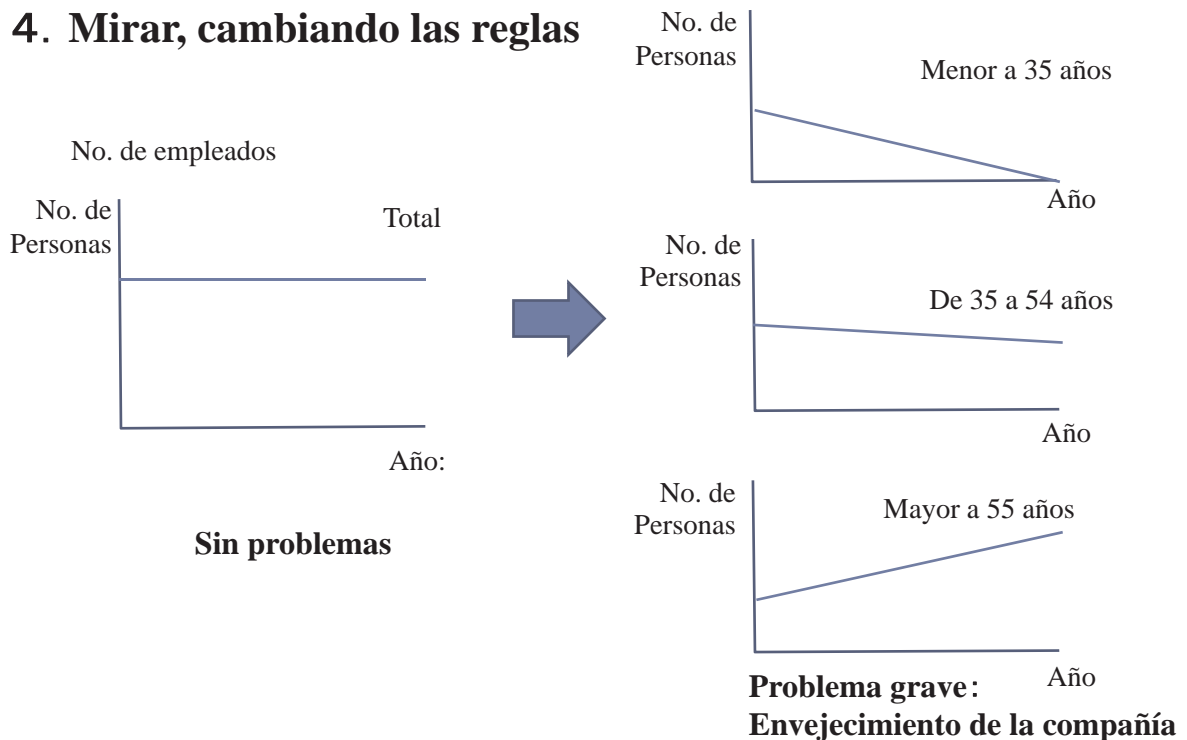 4. Mirar, cambiando las reglas
No. de empleados
No. de
Personas
Total
Año:
Sin problemas
No. de
Personas
Menor a 35 años
Año
No. de
Personas
De 35 a 54 años
Año
No. de
Personas
Mayor a 55 años
Año
Problema grave:
Envejecimiento de la compañía